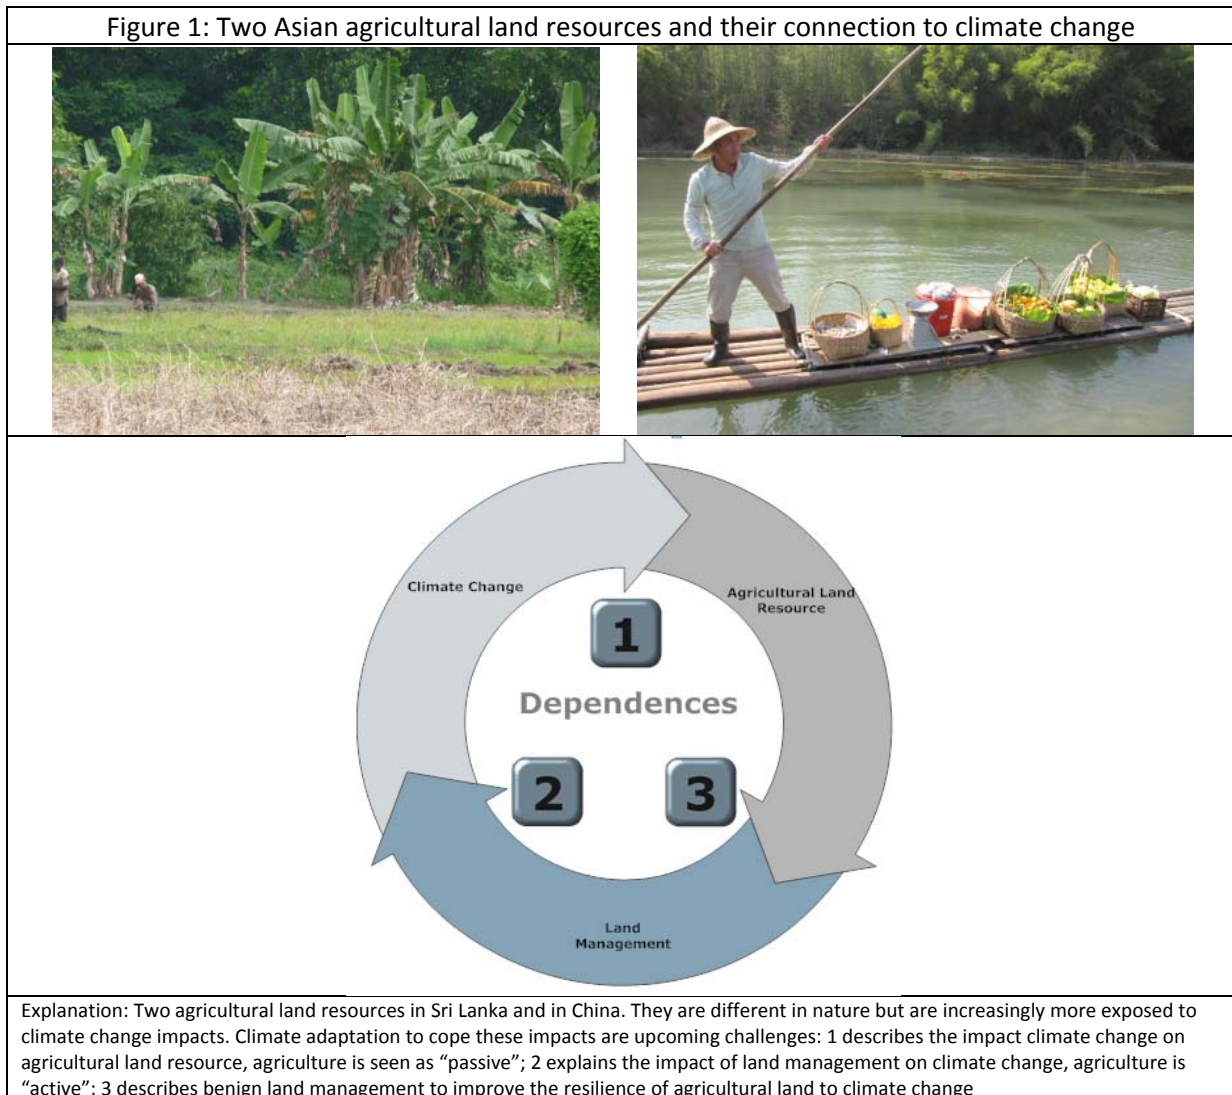 Figure 1: Two Asian agricultural land resources and their connection to climate change
Climate Change
Agricultural Land
Resource
1
Dependences
2
3
Land
Management
Explanation: Two agricultural land resources in Sri Lanka and in China. They are different in nature but are increasingly more exposed to
climate change impacts. Climate adaptation to cope these impacts are upcoming challenges: 1 describes the impact climate change on
agricultural land resource, agriculture is seen as “passive”; 2 explains the impact of land management on climate change, agriculture is
“active”; 3 describes benign land management to improve the resilience of agricultural land to climate change